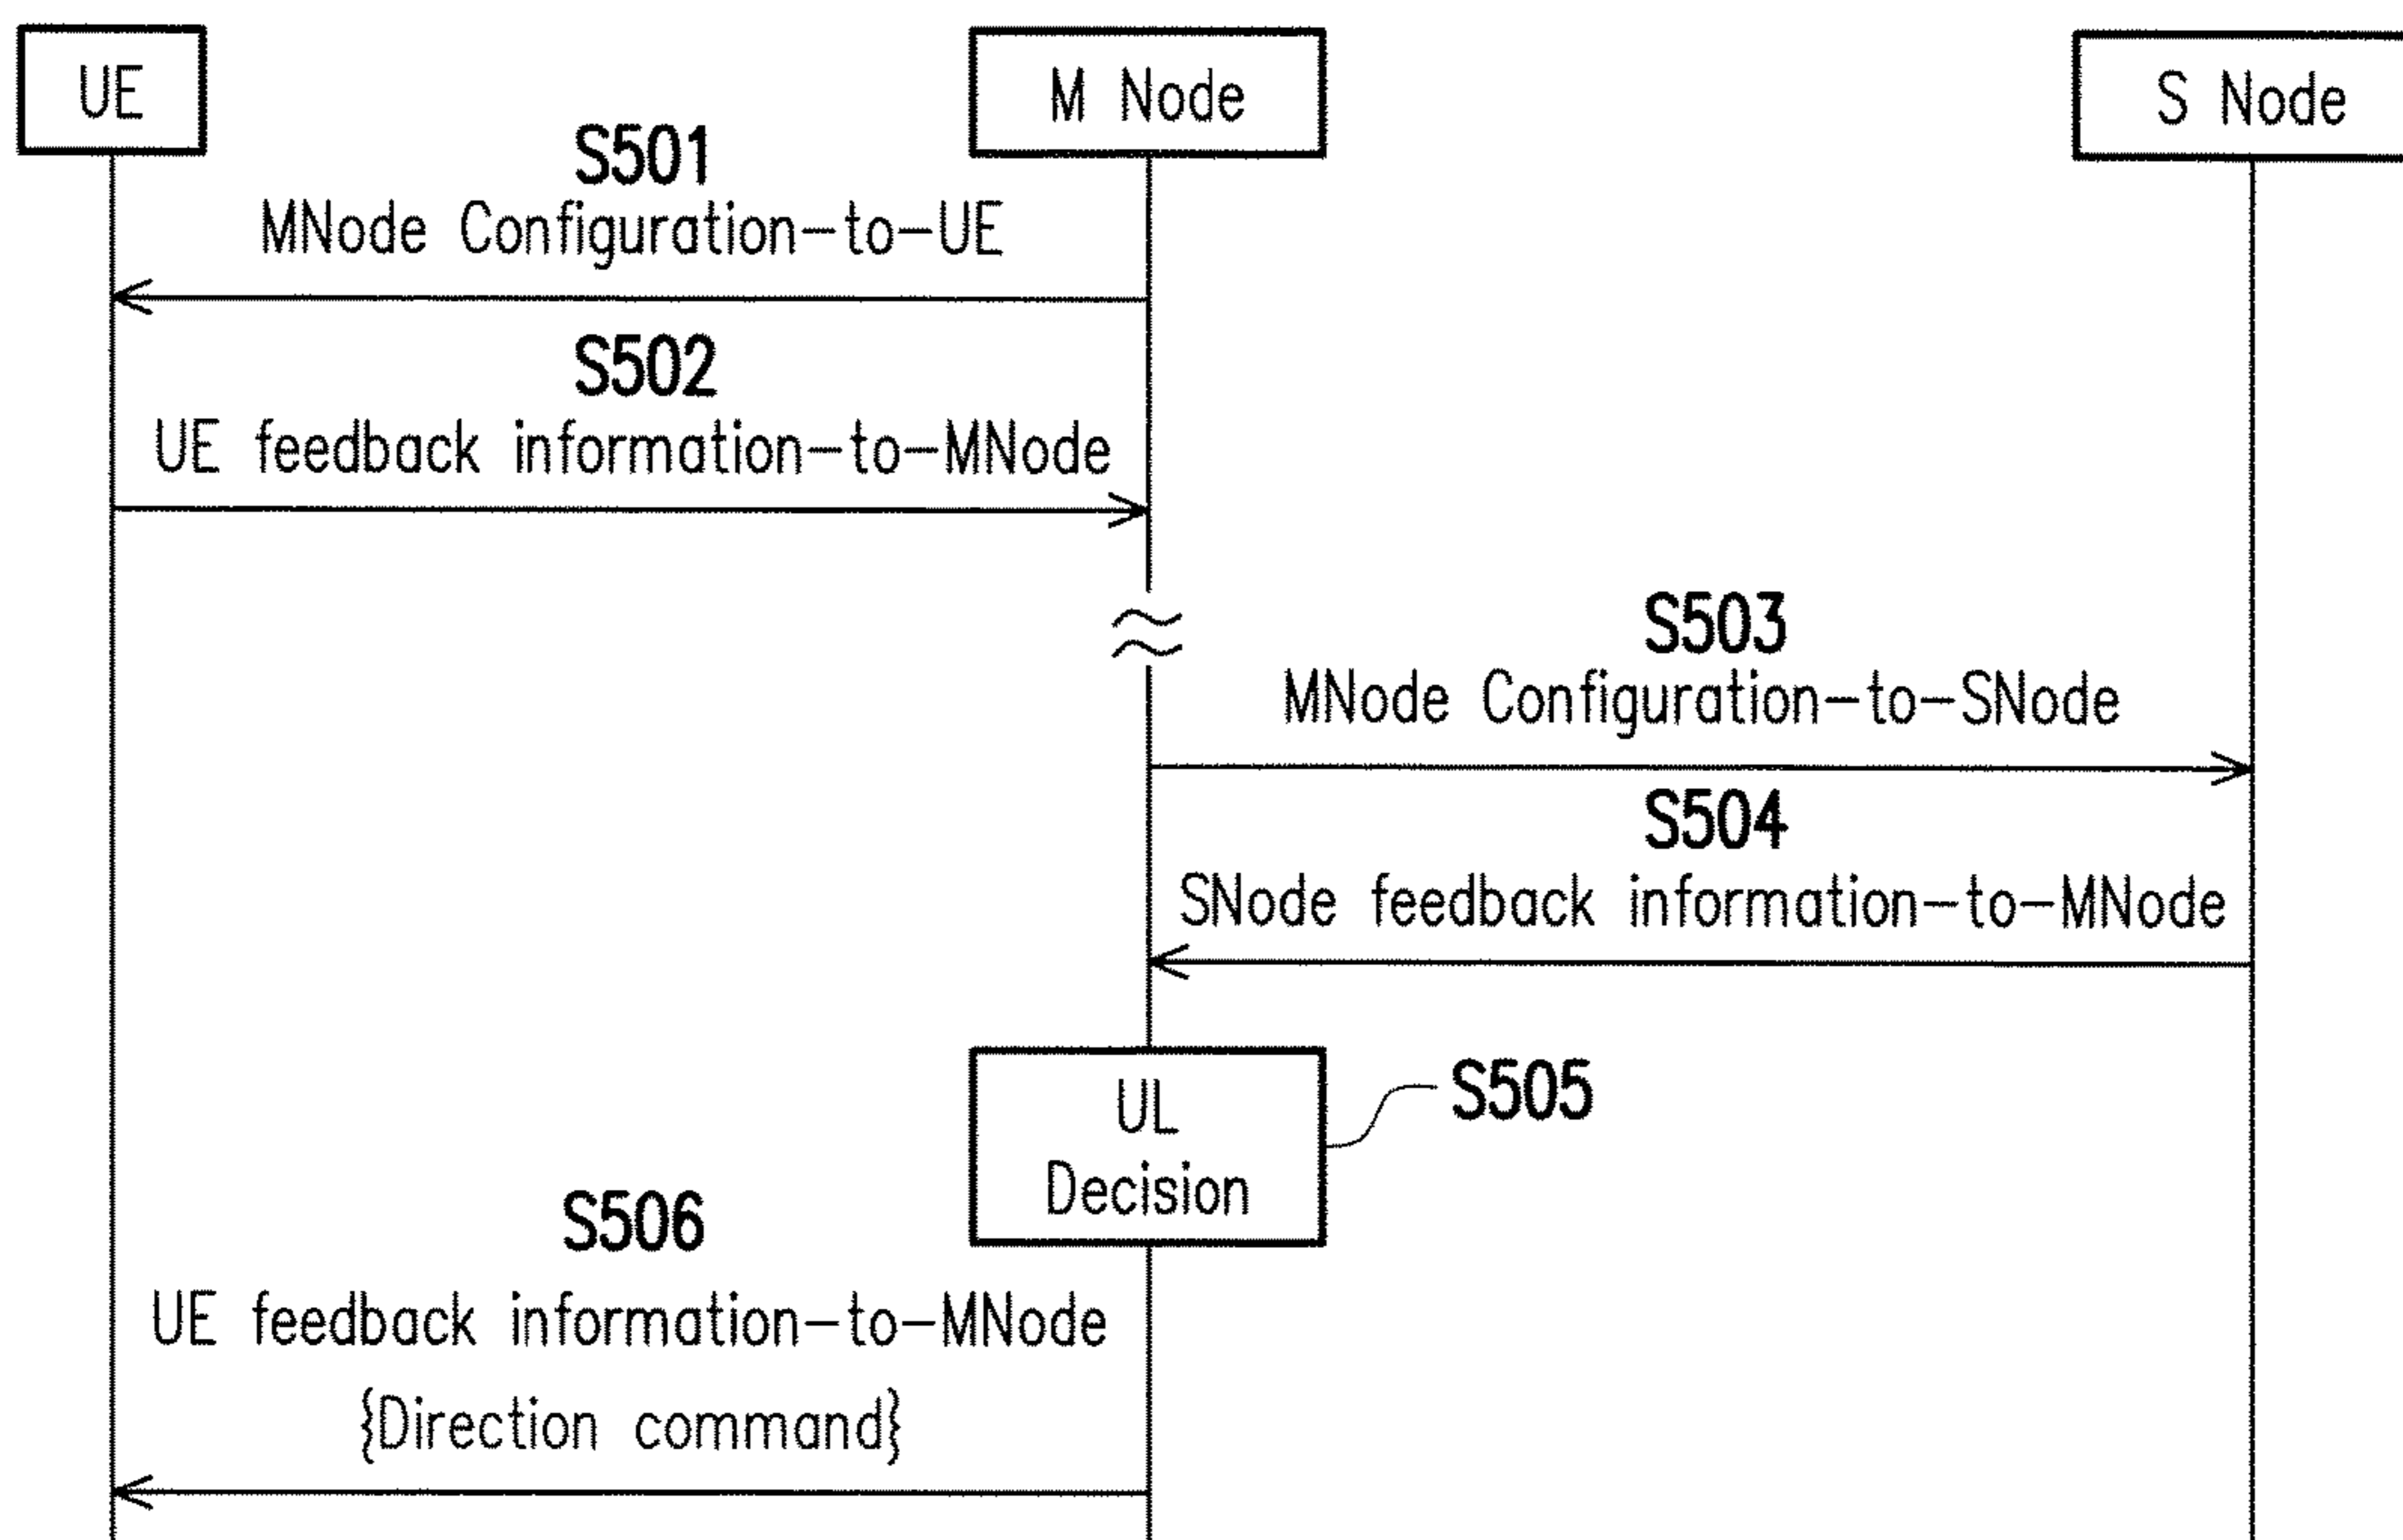 UE
M Node
S Node
S501
MNode Configuration-to-UE
S502
UE feedback information-to-MNode
S503
MNode Configuration-to-SNode
S504
SNode feedback information-to-MNode
UL
Decision
S505
S506
UE feedback information-to-MNode
{Direction command}